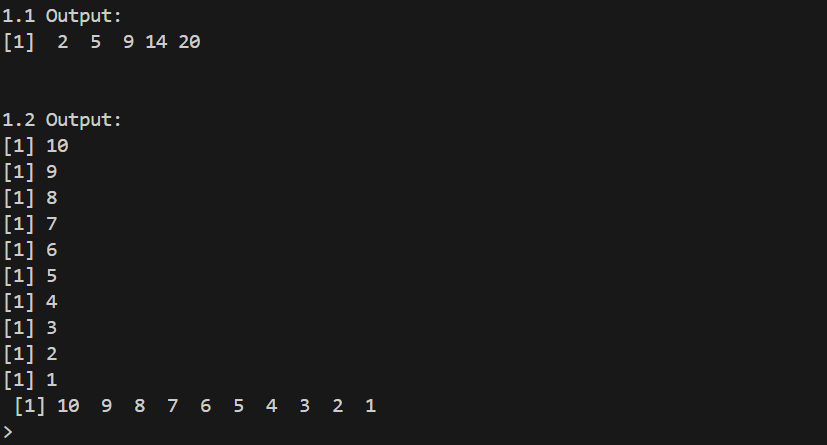 1.1 Output:
[1]  2  5  9 14 20
1.2 Output:
[1] 10
[1] 9
[1] 8
[1] 7
[1] 6
[1] 5
[1] 4
[1] 3
[1] 2
[1] 1
 [1] 10  9  8  7  6  5  4  3  2  1
>